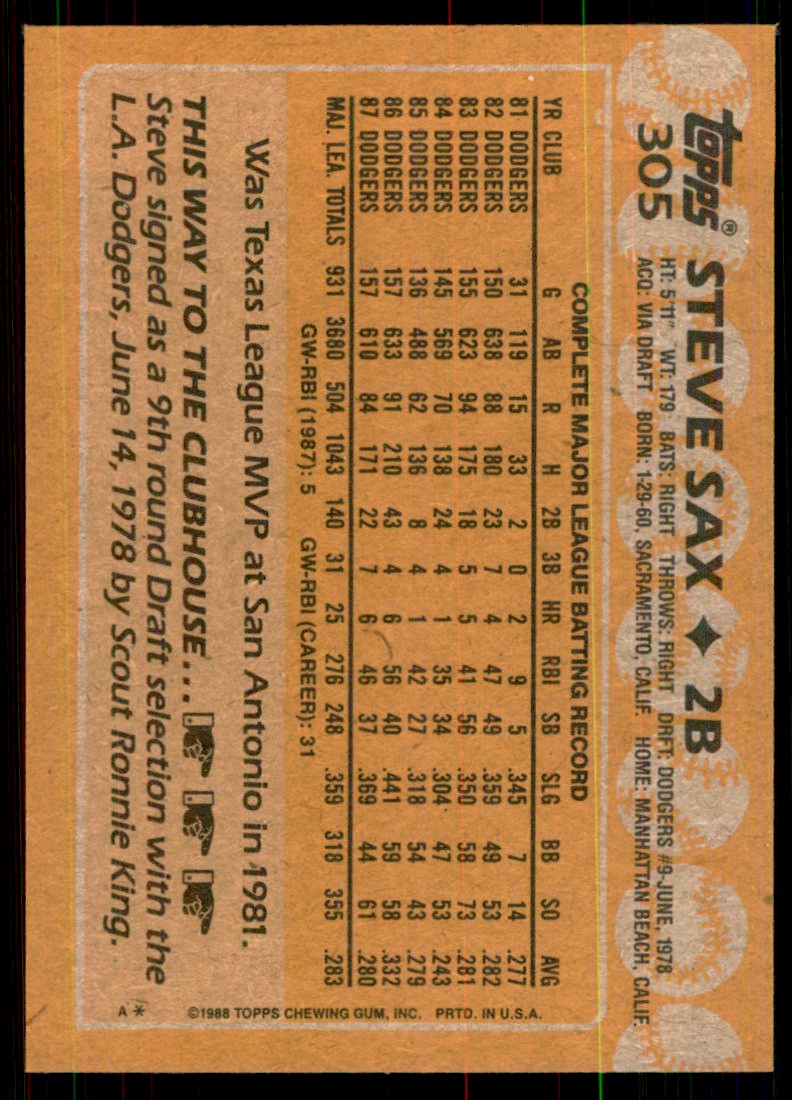 topps® STEVE SAX ✦ 2B
305 HT: 5'11" WT: 179 BATS: RIGHT THROWS: RIGHT DRFT: DODGERS #9-JUNE, 1978
ACQ: VIA DRAFT BORN: 1-29-60, SACRAMENTO, CALIF. HOME: MANHATTAN BEACH, CALIF.
COMPLETE MAJOR LEAGUE BATTING RECORD
YR CLUB G AB R H 2B 3B HR RBI SB SLG BB SO AVG
81 DODGERS 31 119 15 33 2 0 2 9 5 .345 7 14 .277
82 DODGERS 150 638 88 180 23 7 4 47 49 .359 49 53 .282
83 DODGERS 155 623 94 175 18 5 5 41 56 .350 58 73 .281
84 DODGERS 145 569 70 138 24 4 1 35 34 .304 47 53 .243
85 DODGERS 136 488 62 136 8 4 1 42 27 .318 54 43 .279
86 DODGERS 157 633 91 210 43 4 6 56 40 .441 59 58 .332
87 DODGERS 157 610 84 171 22 7 6 46 37 .369 44 61 .280
MAJ. LEA. TOTALS 931 3680 504 1043 140 31 25 276 248 .359 318 355 .283
GW-RBI (1987): 5 GW-RBI (CAREER): 31
Was Texas League MVP at San Antonio in 1981.
THIS WAY TO THE CLUBHOUSE...
Steve signed as a 9th round Draft selection with the
L.A. Dodgers, June 14, 1978 by Scout Ronnie King.
©1988 TOPPS CHEWING GUM, INC. PRTD. IN U.S.A.
A *